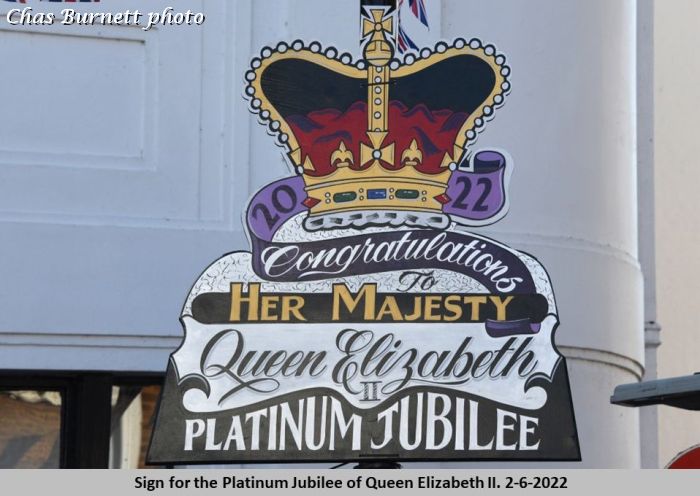 Chas Burnett photo
20 22
Congratulations
To
HER MAJESTY
Queen Elizabeth
II
PLATINUM JUBILEE
Sign for the Platinum Jubilee of Queen Elizabeth II. 2-6-2022